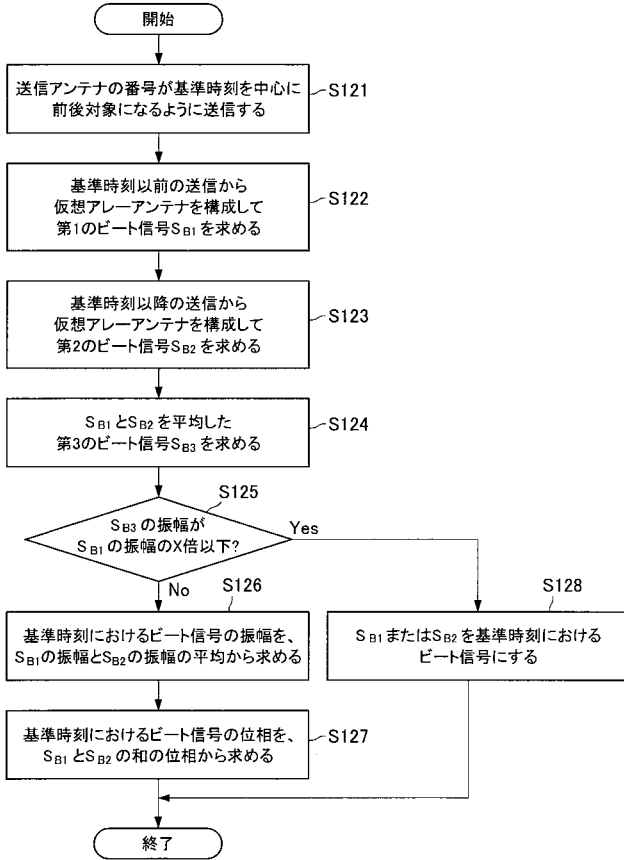 開始
送信アンテナの番号が基準時刻を中心に
前後対象になるように送信する
S121
基準時刻以前の送信から
仮想アレーアンテナを構成して
第1のビート信号SB1を求める
S122
基準時刻以降の送信から
仮想アレーアンテナを構成して
第2のビート信号SB2を求める
S123
SB1とSB2を平均した
第3のビート信号SB3を求める
S124
S125
SB3の振幅が
SB1の振幅のX倍以下?
Yes
No
S126
基準時刻におけるビート信号の振幅を、
SB1の振幅とSB2の振幅の平均から求める
S128
SB1またはSB2を基準時刻における
ビート信号にする
基準時刻におけるビート信号の位相を、
SB1とSB2の和の位相から求める
S127
終了